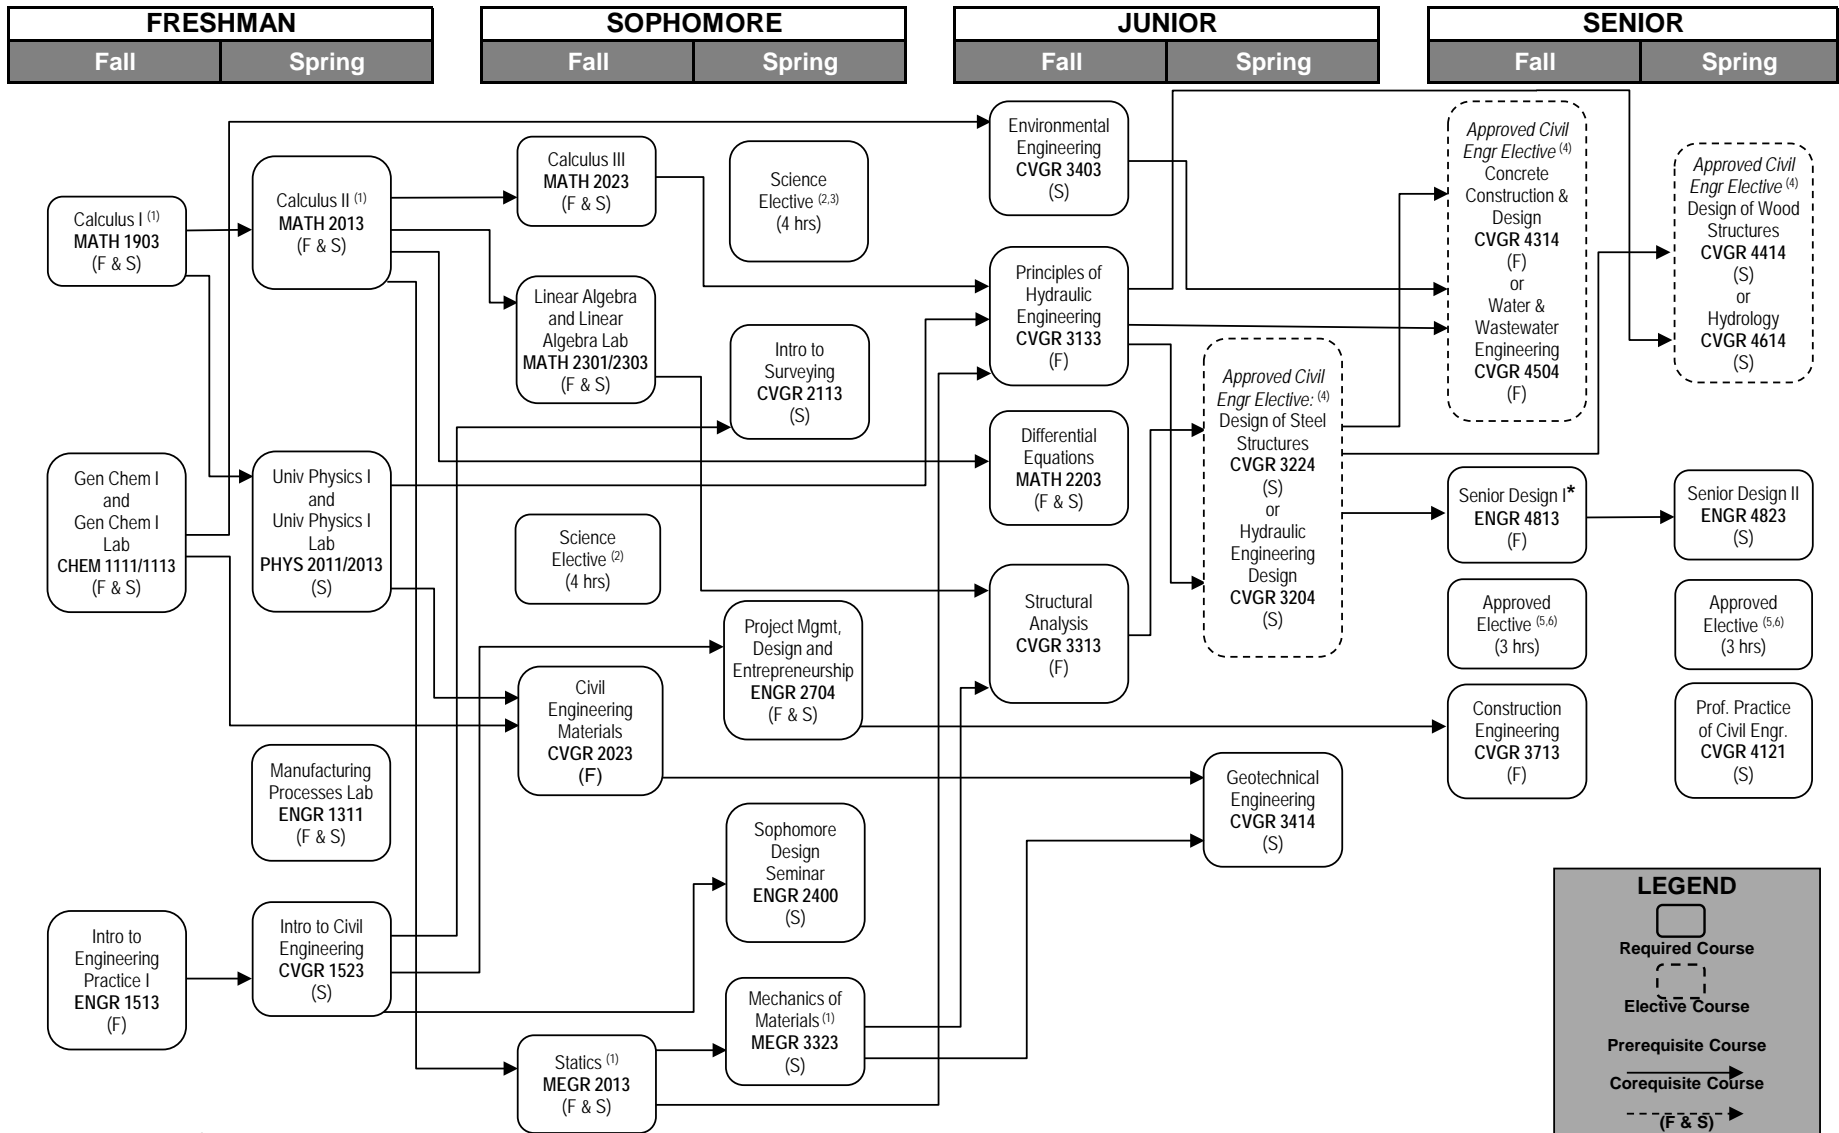 FRESHMAN
SOPHOMORE
JUNIOR
SENIOR
Fall
Spring
Fall
Spring
Fall
Spring
Fall
Spring
Calculus I (1)
MATH 1903
(F & S)
Gen Chem I
and
Gen Chem I
Lab
CHEM 1111/1113
(F & S)
Intro to
Engineering
Practice I
ENGR 1513
(F)
Calculus II (1)
MATH 2013
(F & S)
Univ Physics I
and
Univ Physics I
Lab
PHYS 2011/2013
(S)
Manufacturing
Processes Lab
ENGR 1311
(F & S)
Intro to Civil
Engineering
CVGR 1523
(S)
Calculus III
MATH 2023
(F & S)
Linear Algebra
and Linear
Algebra Lab
MATH 2301/2303
(F & S)
Science
Elective (2)
(4 hrs)
Civil
Engineering
Materials
CVGR 2023
(F)
Statics (1)
MEGR 2013
(F & S)
Science
Elective (2,3)
(4 hrs)
Intro to
Surveying
CVGR 2113
(S)
Project Mgmt,
Design and
Entrepreneurship
ENGR 2704
(F & S)
Sophomore
Design
Seminar
ENGR 2400
(S)
Mechanics of
Materials (1)
MEGR 3323
(S)
Environmental
Engineering
CVGR 3403
(S)
Principles of
Hydraulic
Engineering
CVGR 3133
(F)
Differential
Equations
MATH 2203
(F & S)
Structural
Analysis
CVGR 3313
(F)
Approved Civil
Engr Elective: (4)
Design of Steel
Structures
CVGR 3224
(S)
or
Hydraulic
Engineering
Design
CVGR 3204
(S)
Geotechnical
Engineering
CVGR 3414
(S)
Approved Civil
Engr Elective (4)
Concrete
Construction &
Design
CVGR 4314
(F)
or
Water &
Wastewater
Engineering
CVGR 4504
(F)
Senior Design I*
ENGR 4813
(F)
Approved
Elective (5,6)
(3 hrs)
Construction
Engineering
CVGR 3713
(F)
Approved Civil
Engr Elective (4)
Design of Wood
Structures
CVGR 4414
(S)
or
Hydrology
CVGR 4614
(S)
Senior Design II
ENGR 4823
(S)
Approved
Elective (5,6)
(3 hrs)
Prof. Practice
of Civil Engr.
CVGR 4121
(S)
LEGEND
Required Course
Elective Course
Prerequisite Course
Corequisite Course
(F & S)